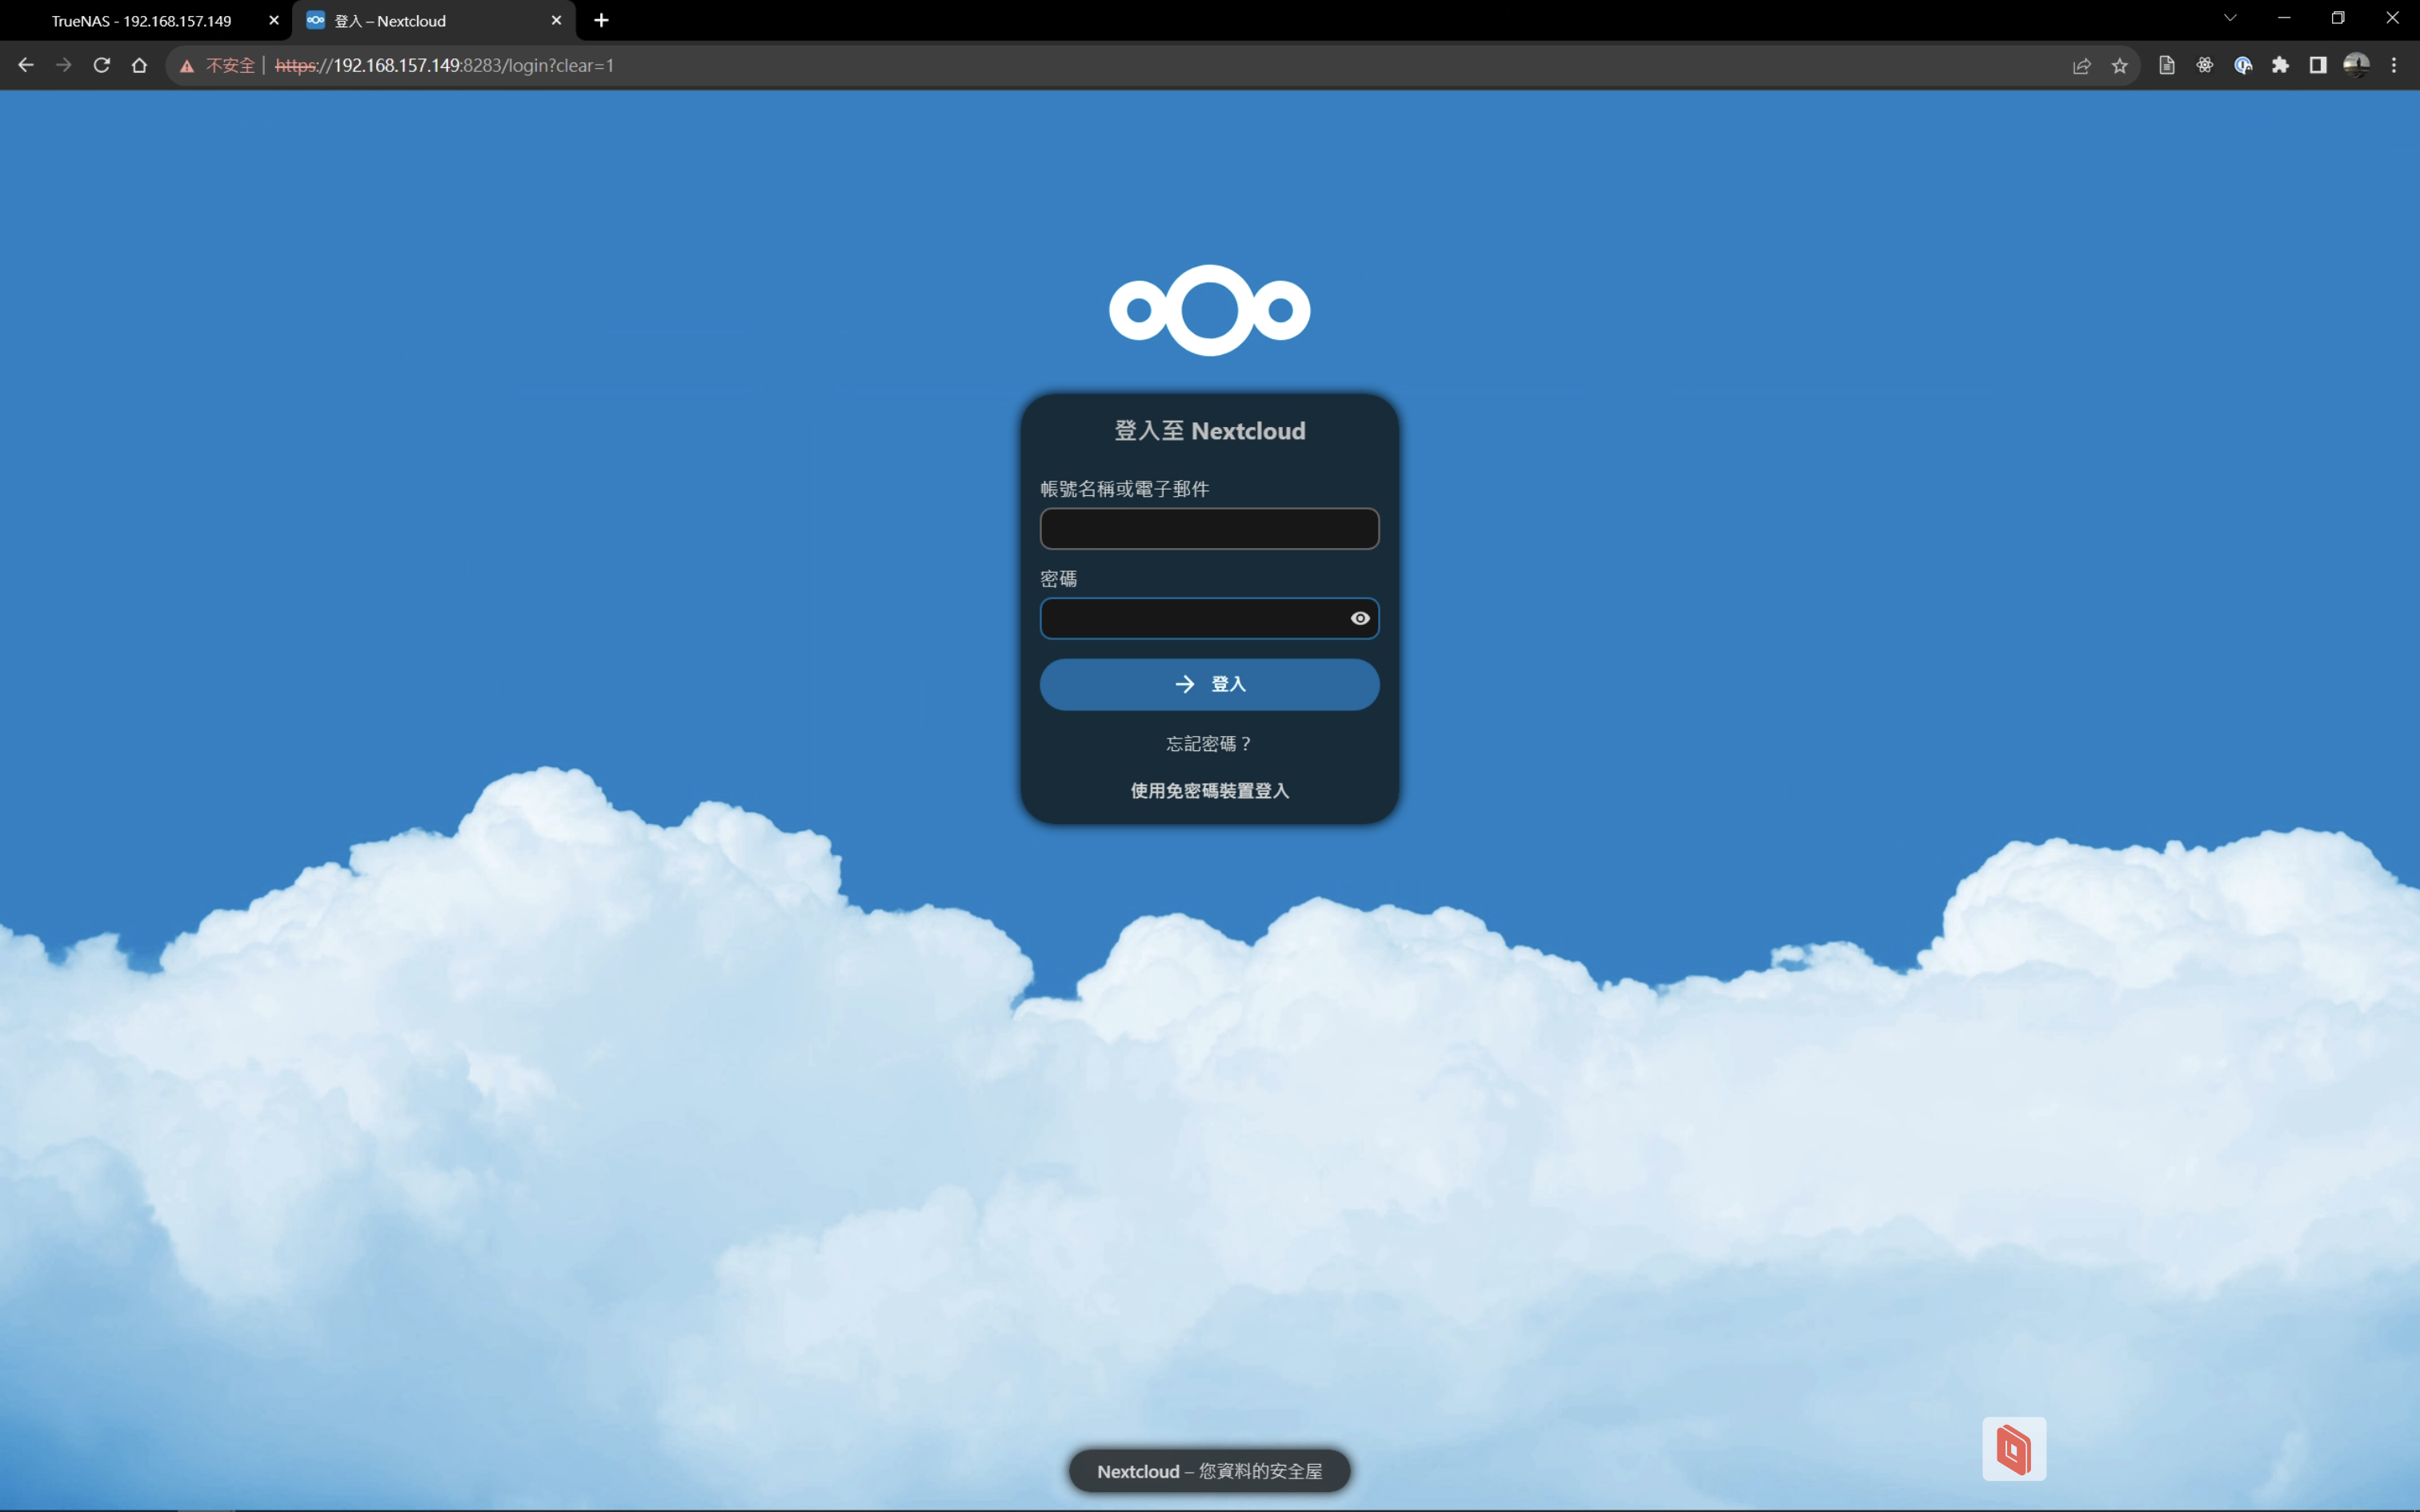 TrueNAS - 192.168.157.149
登入 – Nextcloud
不安全 | https://192.168.157.149:8283/login?clear=1
登入至 Nextcloud
帳號名稱或電子郵件
密碼
登入
忘記密碼？
使用免密碼裝置登入
Nextcloud – 您資料的安全屋